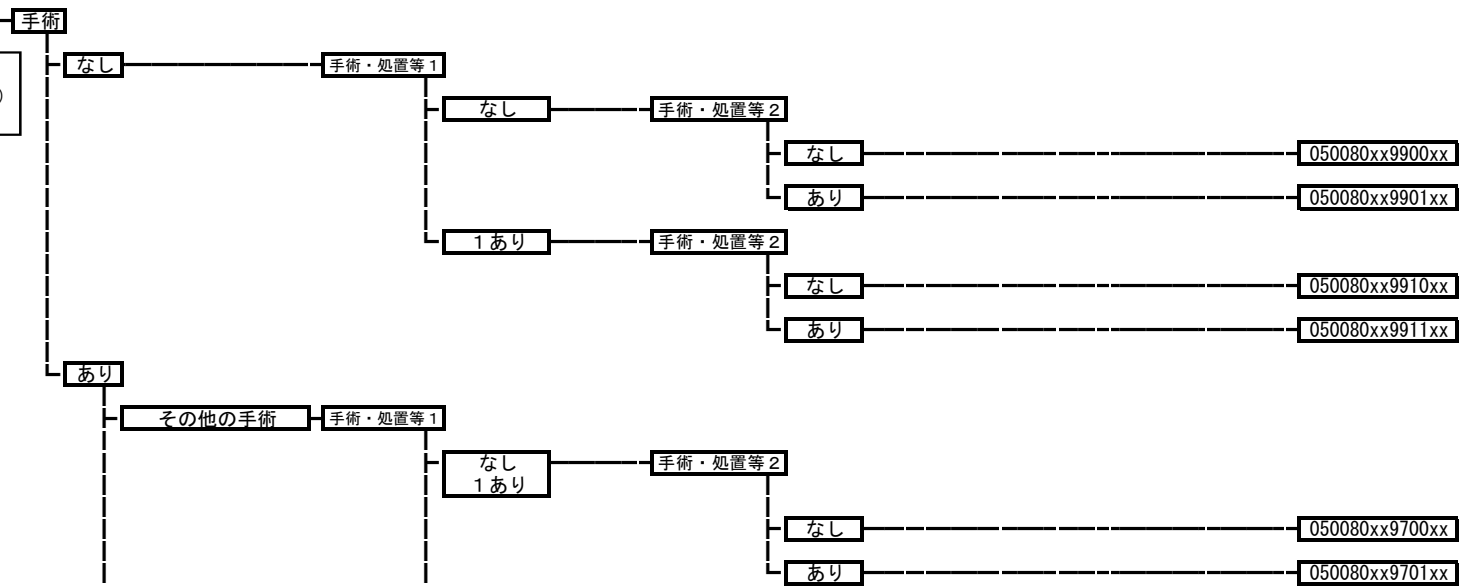 手術
)
なし 手術・処置等1
なし 手術・処置等2
なし 050080xx9900xx
あり 050080xx9901xx
1あり 手術・処置等2
なし 050080xx9910xx
あり 050080xx9911xx
あり
その他の手術 手術・処置等1
なし 手術・処置等2
1あり
なし 050080xx9700xx
あり 050080xx9701xx